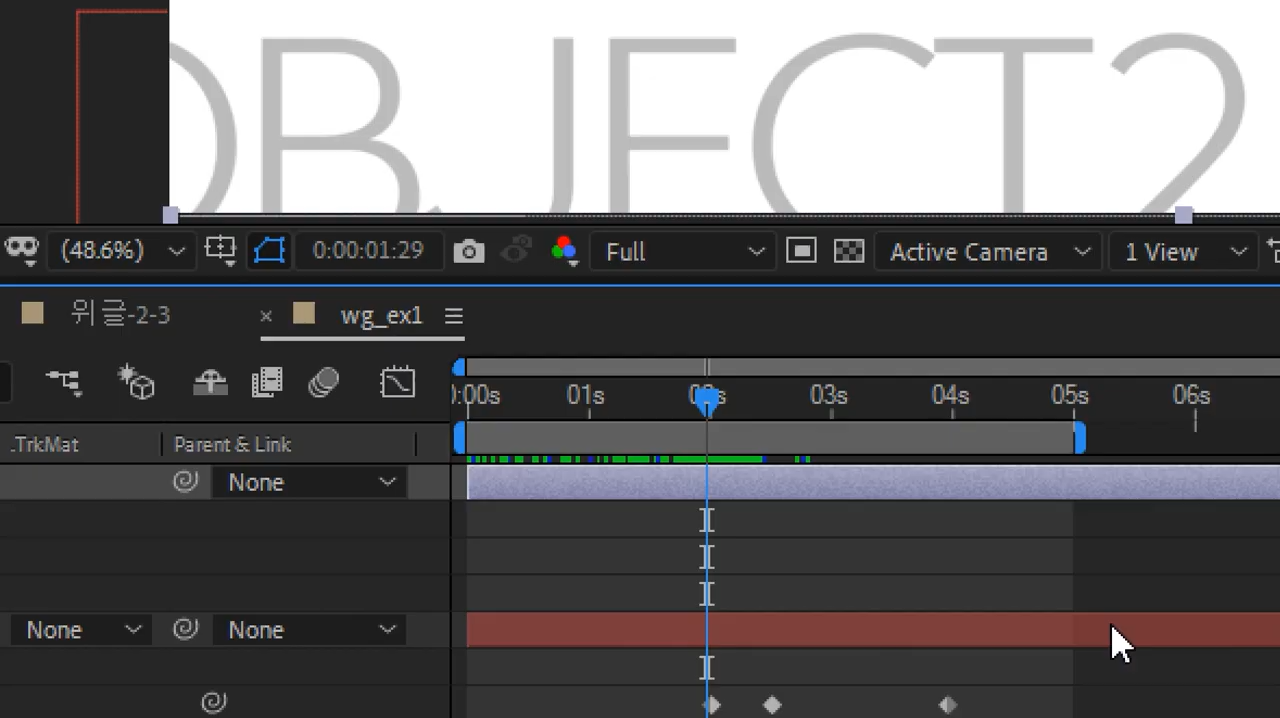 OBJECT2
(48.6%) 0:00:01:29 Full Active Camera 1 View
위글-2-3 × wg_ex1
:00s 01s 03s 04s 05s 06s
.TrkMat Parent & Link
None
None None